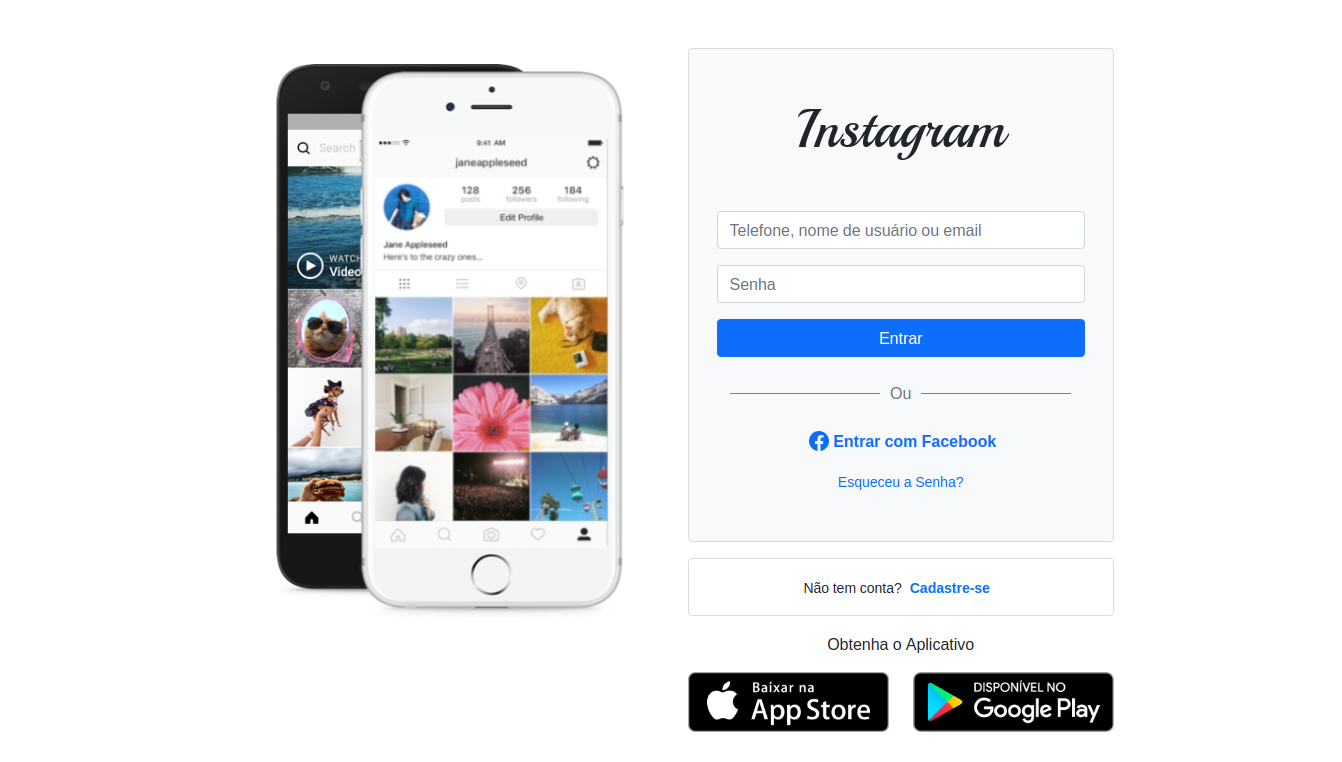 Search
WATCH
Video
9:41 AM
janeappleseed
128
256
184
posts
followers
following
Edit Profile
Jane Appleseed
Here's to the crazy ones...
Instagram
Telefone, nome de usuário ou email
Senha
Entrar
Ou
Entrar com Facebook
Esqueceu a Senha?
Não tem conta? Cadastre-se
Obtenha o Aplicativo
Baixar na
App Store
DISPONÍVEL NO
Google Play